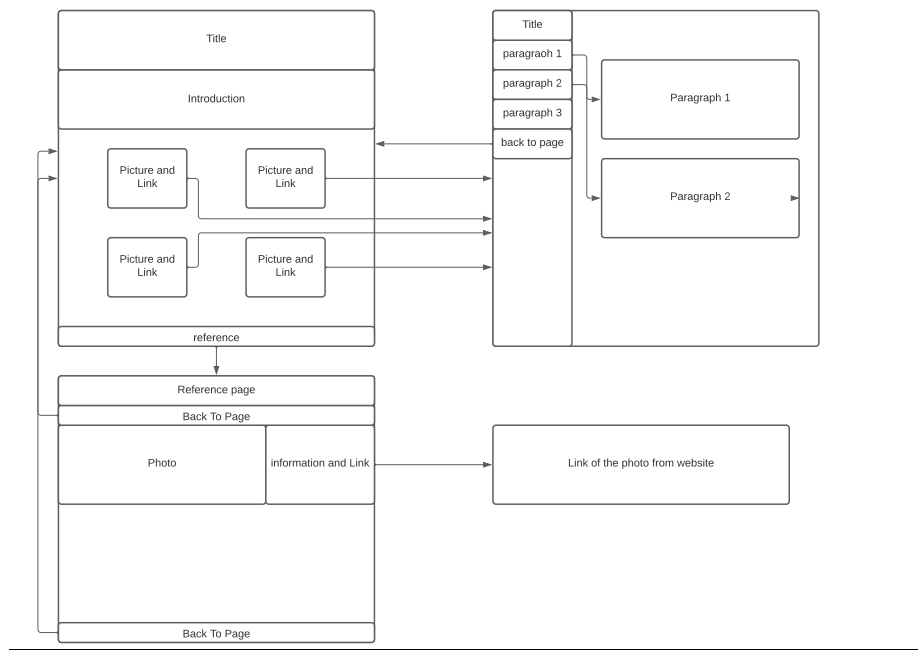 Title
Introduction
Picture and
Link
Picture and
Link
Picture and
Link
Picture and
Link
reference
Title
paragraoh 1
paragraph 2
paragraph 3
back to page
Paragraph 1
Paragraph 2
Reference page
Back To Page
Photo
information and Link
Link of the photo from website
Back To Page